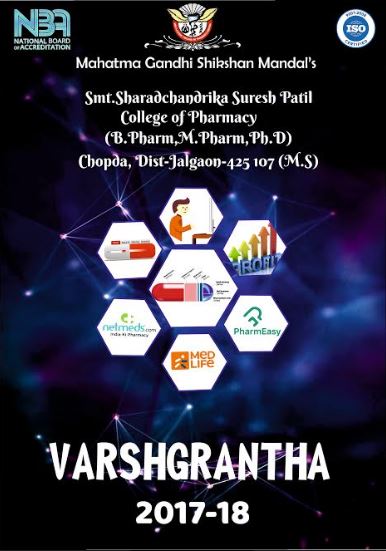 NBA
NATIONAL BOARD
of ACCREDITATION
ISO
CERTIFIED
Mahatma Gandhi Shikshan Mandal's
Smt.Sharadchandrika Suresh Patil
College of Pharmacy
(B.Pharm,M.Pharm,Ph.D)
Chopda, Dist-Jalgaon-425 107 (M.S)
PROFIT
netmeds.com
India Ki Pharmacy
PharmEasy
MED
LIFE
VARSHGRANTHA
2017-18